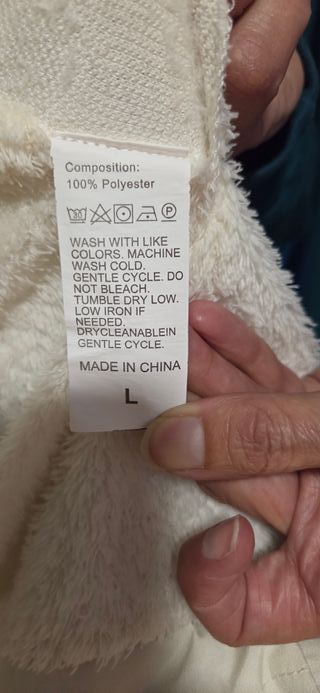 Composition:
100% Polyester
30 P
WASH WITH LIKE
COLORS. MACHINE
WASH COLD.
GENTLE CYCLE. DO
NOT BLEACH.
TUMBLE DRY LOW.
LOW IRON IF
NEEDED.
DRYCLEANABLEIN
GENTLE CYCLE.
MADE IN CHINA
L